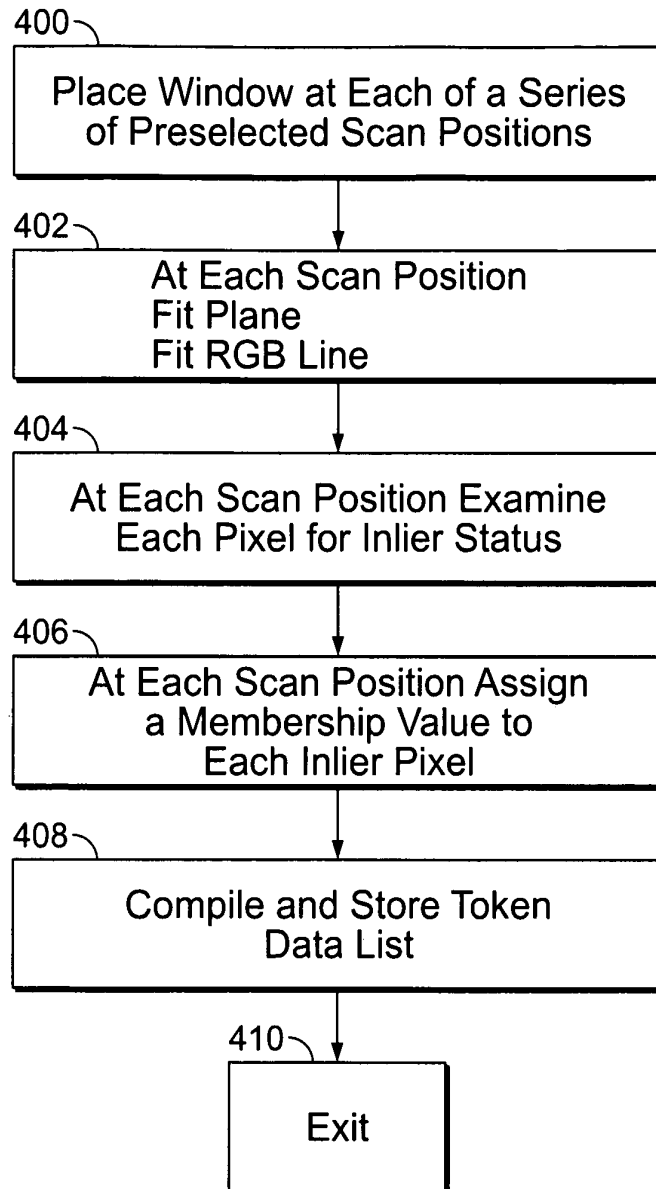 400
Place Window at Each of a Series
of Preselected Scan Positions
402
At Each Scan Position
Fit Plane
Fit RGB Line
404
At Each Scan Position Examine
Each Pixel for Inlier Status
406
At Each Scan Position Assign
a Membership Value to
Each Inlier Pixel
408
Compile and Store Token
Data List
410
Exit